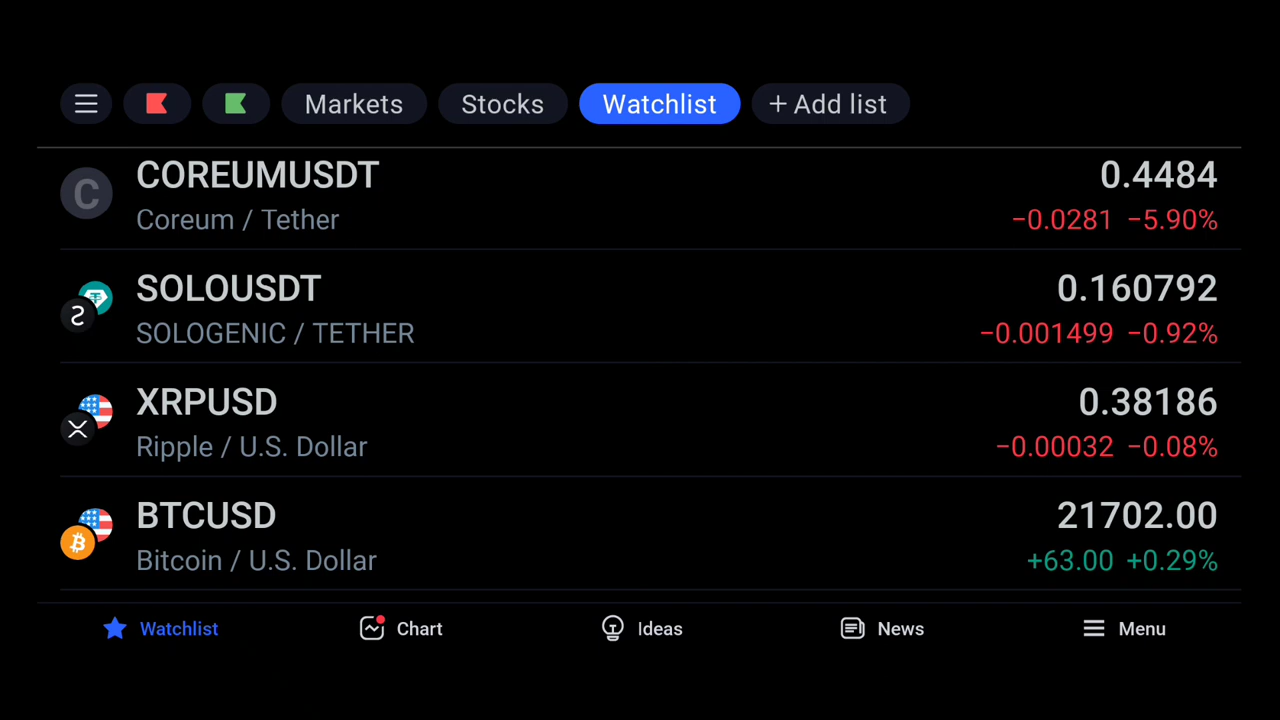 Markets Stocks Watchlist + Add list
C COREUMUSDT 0.4484
Coreum / Tether −0.0281 −5.90%
SOLOUSDT 0.160792
SOLOGENIC / TETHER −0.001499 −0.92%
XRPUSD 0.38186
Ripple / U.S. Dollar −0.00032 −0.08%
BTCUSD 21702.00
Bitcoin / U.S. Dollar +63.00 +0.29%
Watchlist Chart Ideas News Menu